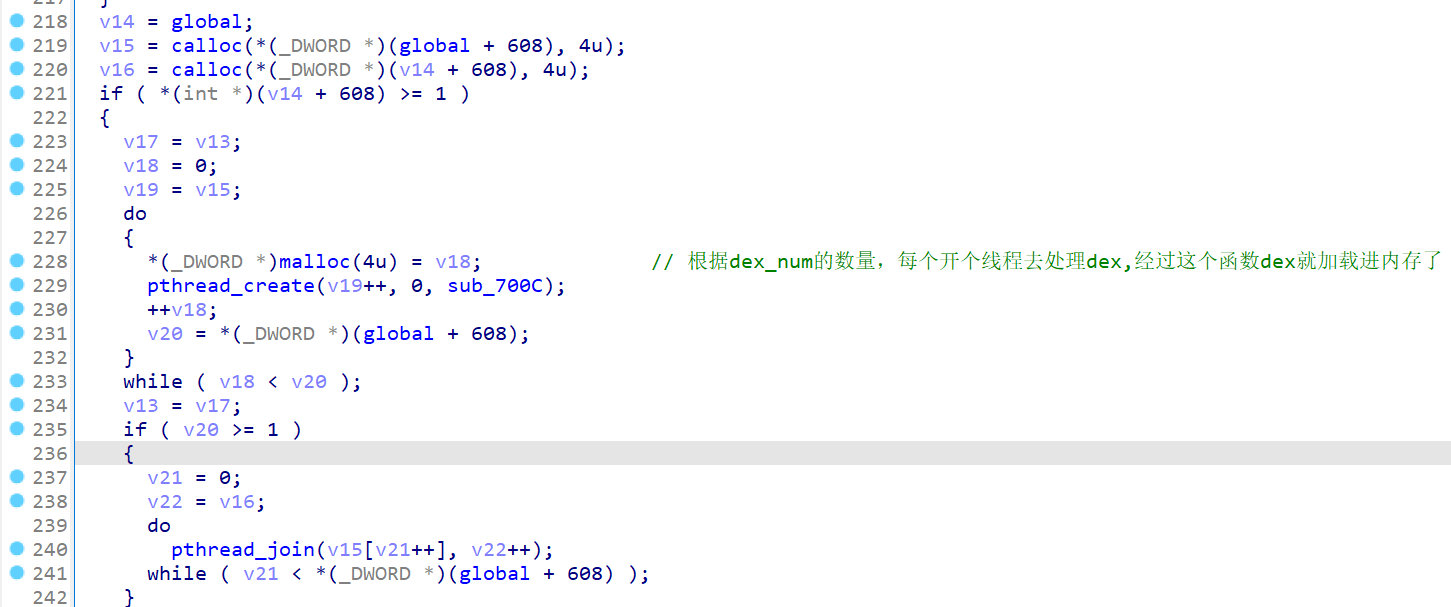 218 v14 = global;
219 v15 = calloc(*(_DWORD *)(global + 608), 4u);
220 v16 = calloc(*(_DWORD *)(v14 + 608), 4u);
221 if ( *(int *)(v14 + 608) >= 1 )
222 {
223 v17 = v13;
224 v18 = 0;
225 v19 = v15;
226 do
227 {
228 *(_DWORD *)malloc(4u) = v18; // 根据dex_num的数量，每个开个线程去处理dex,经过这个函数dex就加载进内存了
229 pthread_create(v19++, 0, sub_700C);
230 ++v18;
231 v20 = *(_DWORD *)(global + 608);
232 }
233 while ( v18 < v20 );
234 v13 = v17;
235 if ( v20 >= 1 )
236 {
237 v21 = 0;
238 v22 = v16;
239 do
240 pthread_join(v15[v21++], v22++);
241 while ( v21 < *(_DWORD *)(global + 608) );
242 }